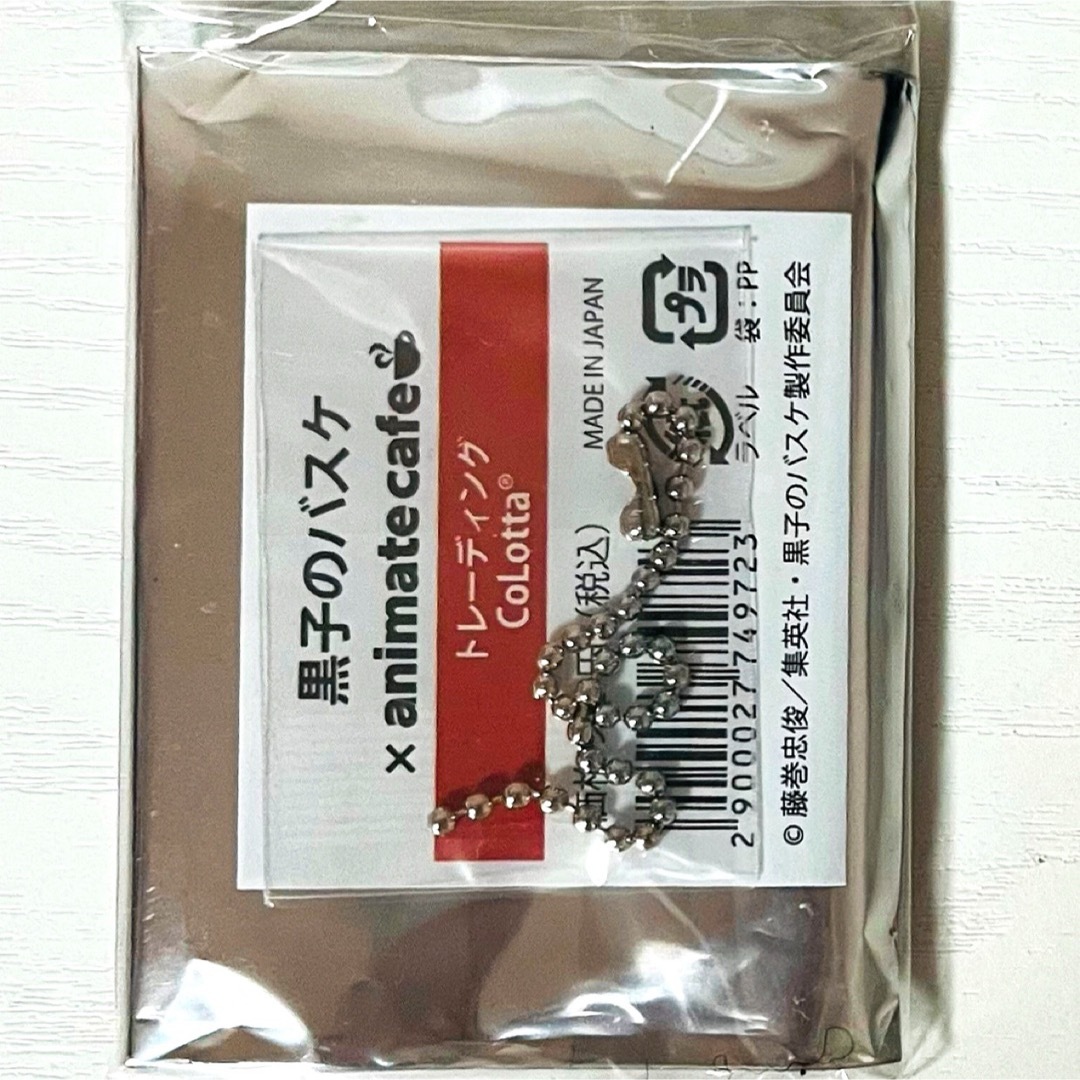 黒子のバスケ
× animatecafe
トレーディング
CoLotta®
MADE IN JAPAN
円(税込)
プラ
ラベル 袋：PP
2900027749723
©藤巻忠俊／集英社・黒子のバスケ製作委員会